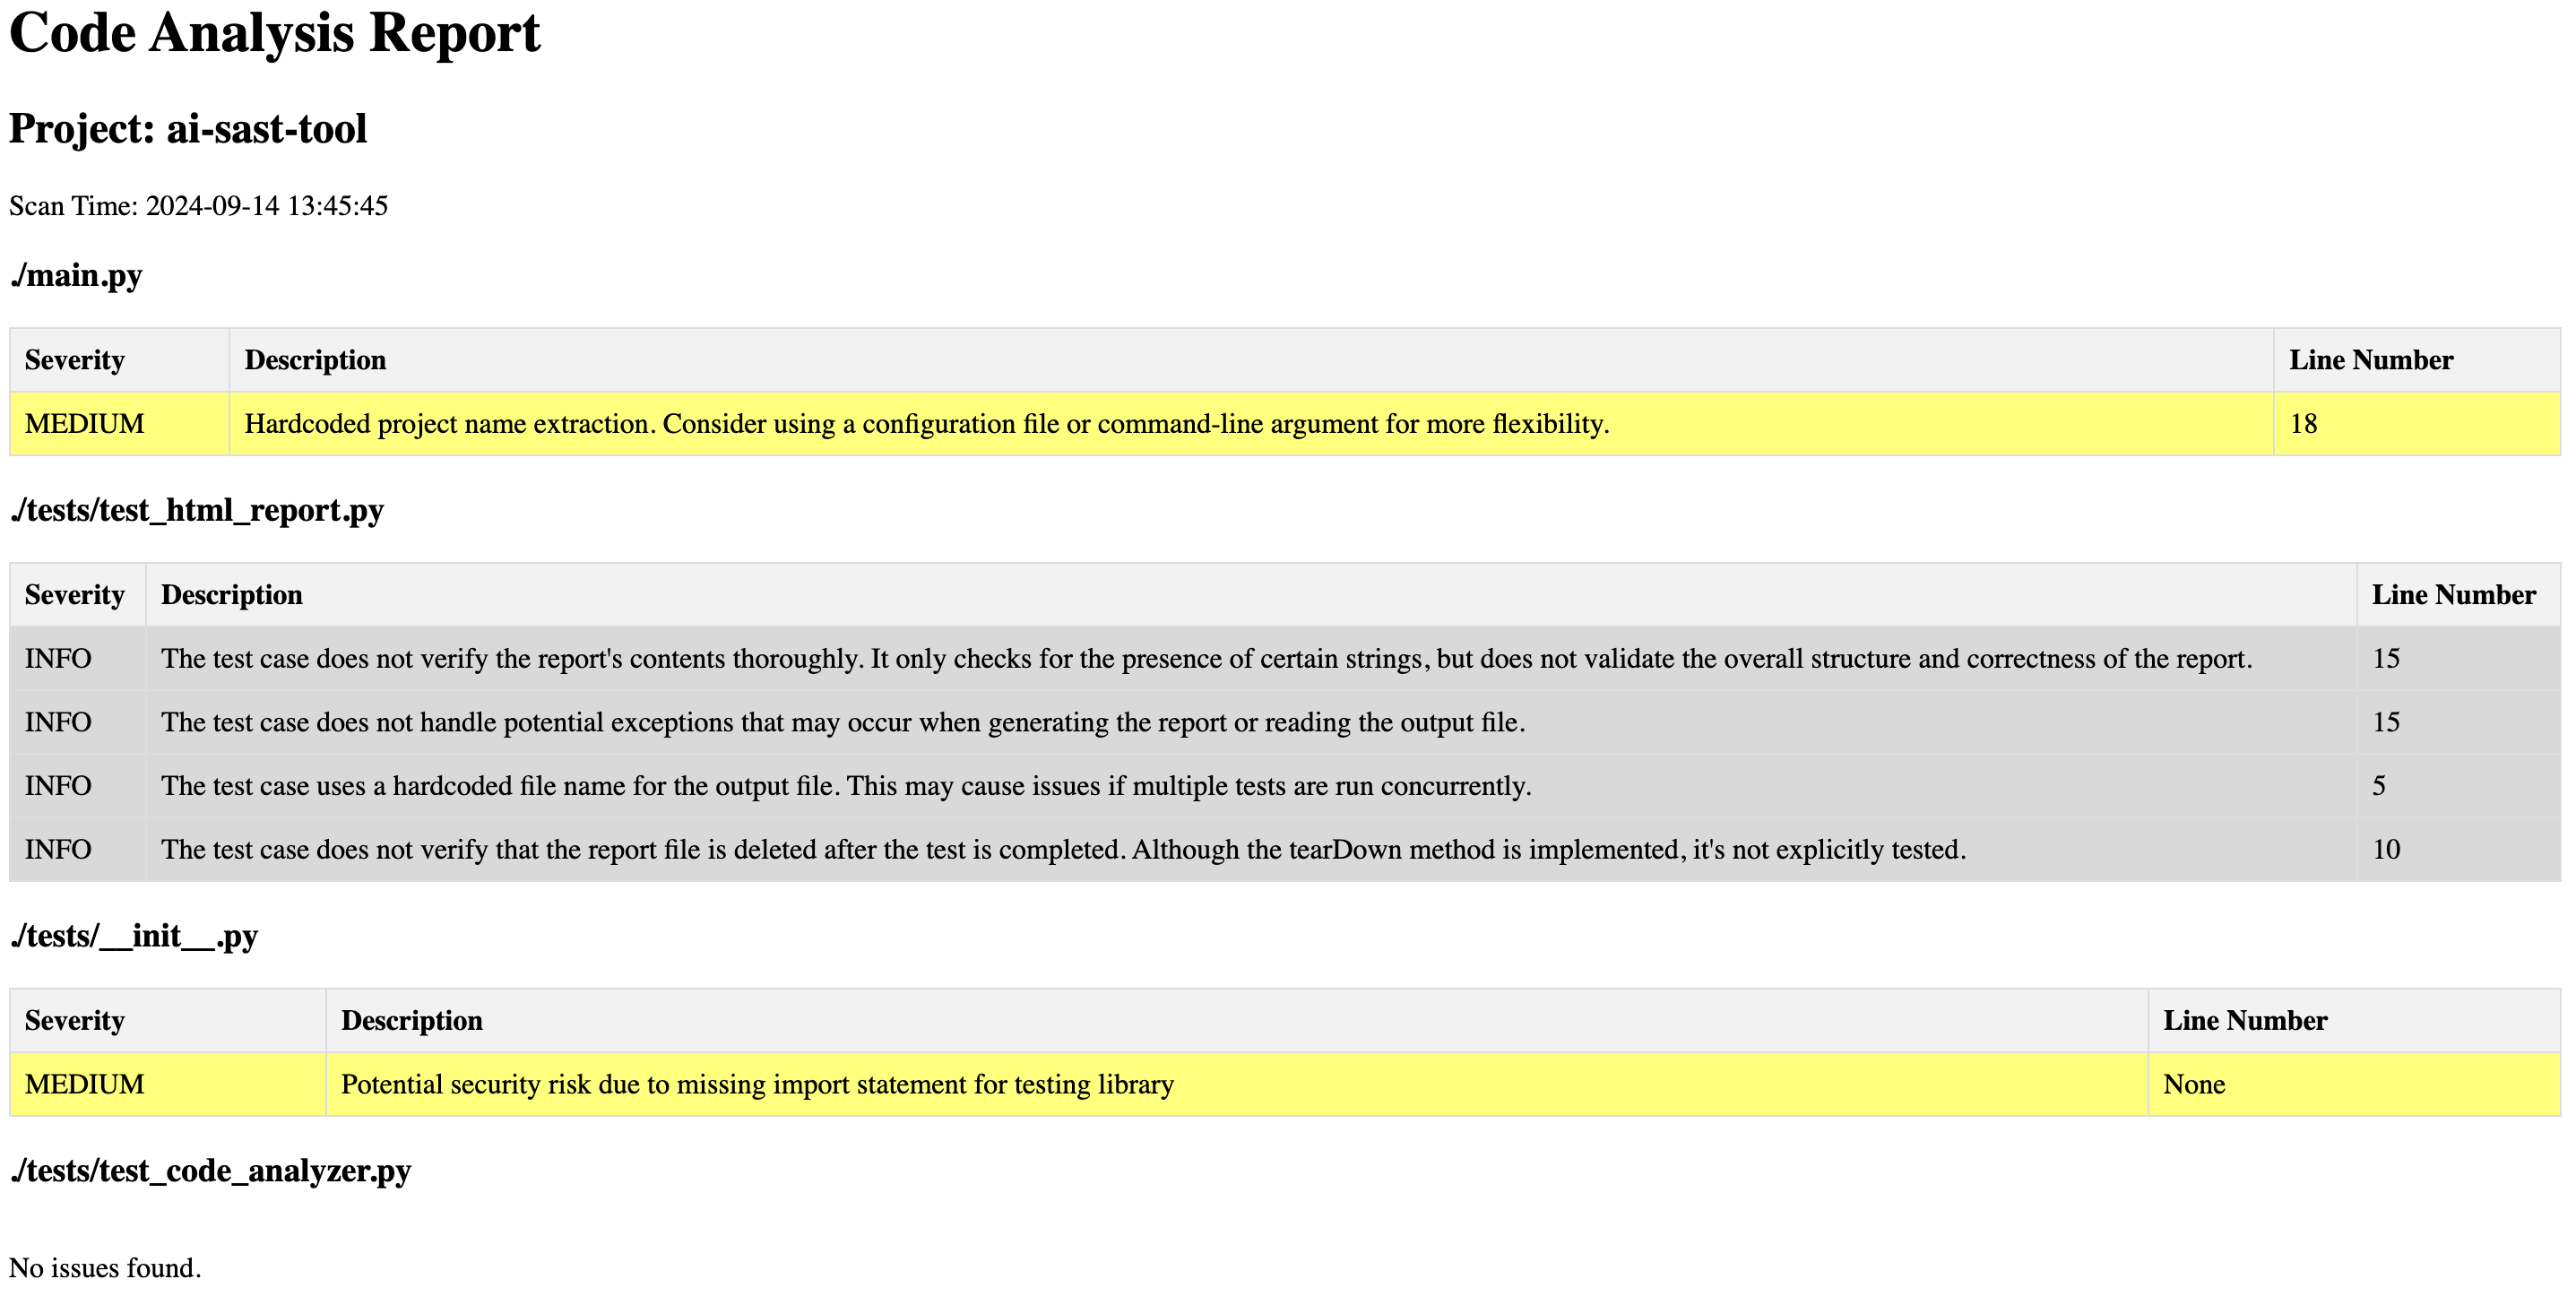 Code Analysis Report
Project: ai-sast-tool
Scan Time: 2024-09-14 13:45:45
./main.py
Severity Description Line Number
MEDIUM Hardcoded project name extraction. Consider using a configuration file or command-line argument for more flexibility. 18
./tests/test_html_report.py
Severity Description Line Number
INFO The test case does not verify the report's contents thoroughly. It only checks for the presence of certain strings, but does not validate the overall structure and correctness of the report. 15
INFO The test case does not handle potential exceptions that may occur when generating the report or reading the output file. 15
INFO The test case uses a hardcoded file name for the output file. This may cause issues if multiple tests are run concurrently. 5
INFO The test case does not verify that the report file is deleted after the test is completed. Although the tearDown method is implemented, it's not explicitly tested. 10
./tests/__init__.py
Severity Description Line Number
MEDIUM Potential security risk due to missing import statement for testing library None
./tests/test_code_analyzer.py
No issues found.